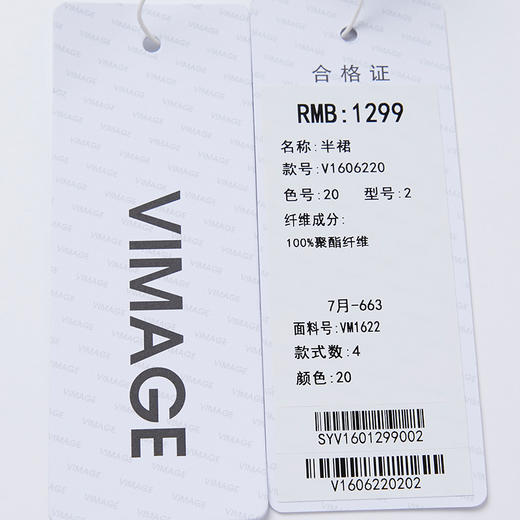 VIMAGE
合格证
RMB:1299
名称:半裙
款号:V1606220
色号:20 型号:2
纤维成分:
100%聚酯纤维
7月-663
面料号:VM1622
款式数:4
颜色:20
SYV1601299002
V1606220202